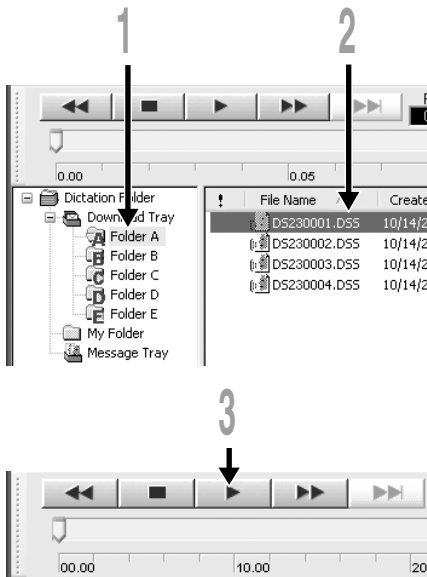 1
2
0.00
0.05
Dictation Folder
Download Tray
Folder A
Folder B
Folder C
Folder D
Folder E
My Folder
Message Tray
! File Name Create
DS230001.DSS 10/14/2
DS230002.DSS 10/14/2
DS230003.DSS 10/14/2
DS230004.DSS 10/14/2
3
00.00 10.00 20